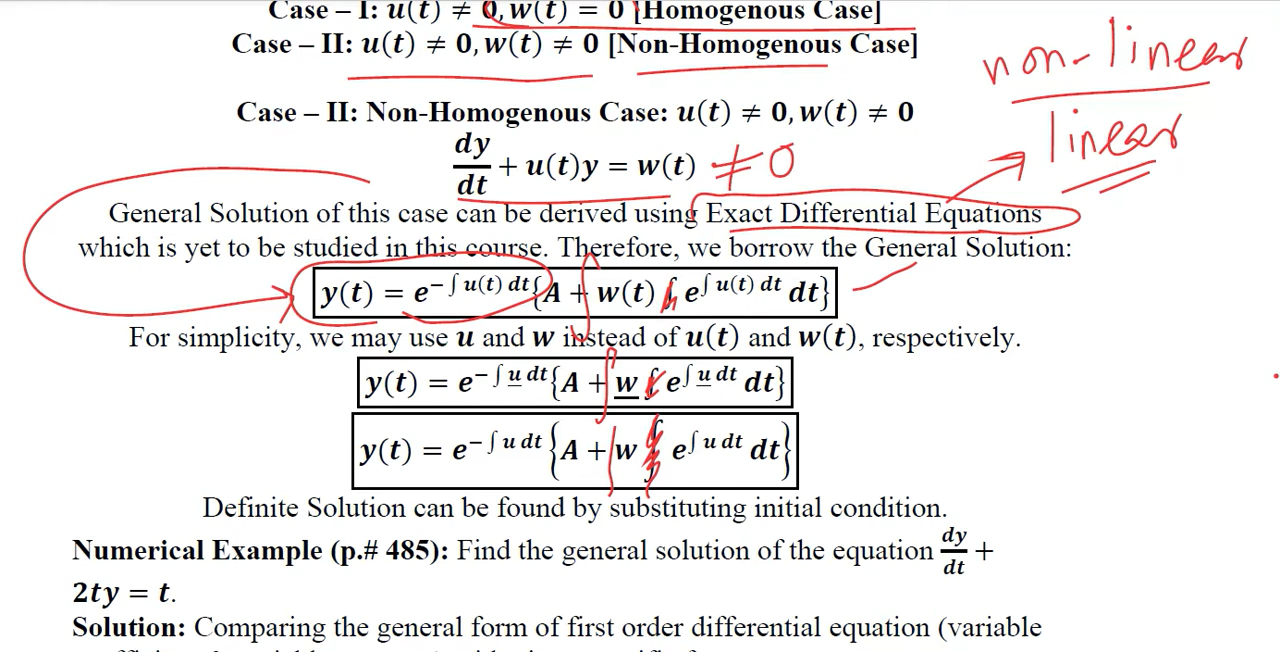 Case – I: u(t) ≠ 0, w(t) = 0 [Homogenous Case]
Case – II: u(t) ≠ 0, w(t) ≠ 0 [Non-Homogenous Case]
non-linear
linear
Case – II: Non-Homogenous Case: u(t) ≠ 0, w(t) ≠ 0
dy/dt + u(t)y = w(t) ≠ 0
General Solution of this case can be derived using Exact Differential Equations
which is yet to be studied in this course. Therefore, we borrow the General Solution:
y(t) = e^{−∫ u(t) dt}{A + ∫ w(t) ∫ e^{∫ u(t) dt} dt}
For simplicity, we may use u and w instead of u(t) and w(t), respectively.
y(t) = e^{−∫ u dt}{A + ∫ w ∫ e^{∫ u dt} dt}
y(t) = e^{−∫ u dt}{A + ∫ w ∫ e^{∫ u dt} dt}
Definite Solution can be found by substituting initial condition.
Numerical Example (p.# 485): Find the general solution of the equation dy/dt +
2ty = t.
Solution: Comparing the general form of first order differential equation (variable